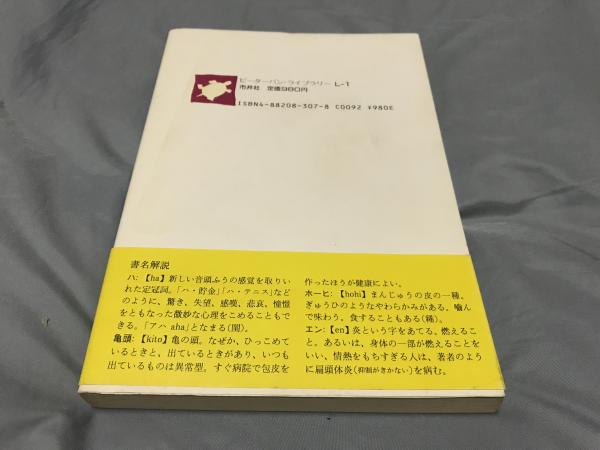 ピーターパン・ライブラリー L-1
市井社 定価980円
ISBN4-88208-307-8 C0092 ¥980E
書名解説
ハ:【ha】新しい音頭ふうの感覚を取りい
れた定冠詞。「ハ・貯金」「ハ・テニス」など
のように、驚き、失望、感嘆、悲哀、憧憬
をともなった微妙な心理をこめることもで
きる。「アハ aha」となまる(関)。
亀頭:【kito】亀の頭。なぜか、ひっこめて
いるときと、出ているときがあり、いつも
出ているものは異常型。すぐ病院で包皮を
作ったほうが健康によい。
ホーヒ:【hohi】まんじゅうの皮の一種。
ぎゅうひのようなやわらかみがある。噛ん
で味わう。食することもある(稀)。
エン:【en】炎という字をあてる。燃えるこ
と。あるいは、身体の一部が燃えることを
いい、情熱をもちすぎる人は、著者のよう
に扁頭体炎(抑制がきかない)を病む。